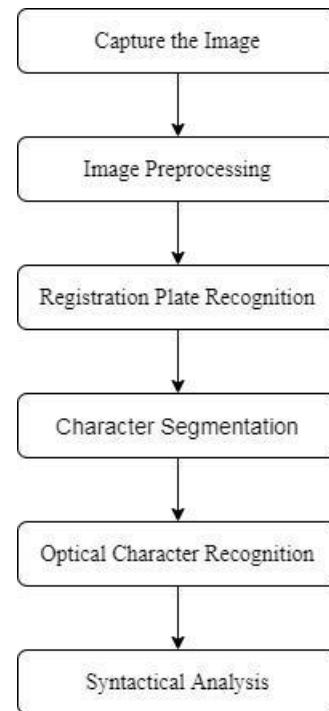 Capture the Image
Image Preprocessing
Registration Plate Recognition
Character Segmentation
Optical Character Recognition
Syntactical Analysis